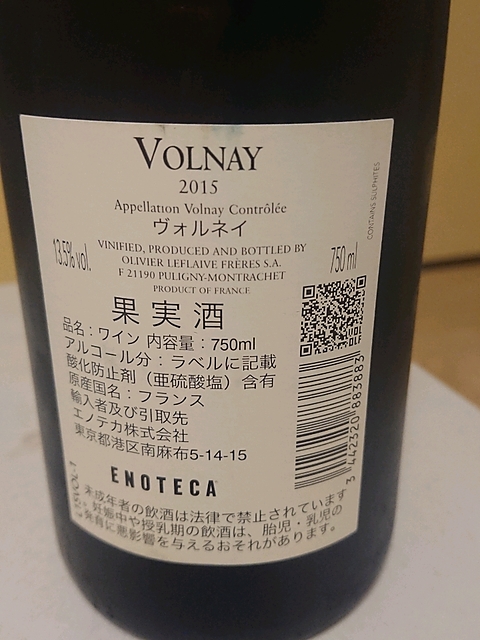 VOLNAY
2015
Appellation Volnay Contrôlée
ヴォルネイ
13.5% vol.
VINIFIED, PRODUCED AND BOTTLED BY
OLIVIER LEFLAIVE FRÈRES S.A.
F 21190 PULIGNY-MONTRACHET
PRODUCT OF FRANCE
750 ml
CONTAINS SULPHITES
果実酒
品名：ワイン 内容量：750ml
アルコール分：ラベルに記載
酸化防止剤（亜硫酸塩）含有
原産国名：フランス
輸入者及び引取先
エノテカ株式会社
東京都港区南麻布5-14-15
3 442320 883883
ENOTECA
未成年者の飲酒は法律で禁止されています
。妊娠中や授乳期の飲酒は、胎児・乳児の
発育に悪影響を与えるおそれがあります。